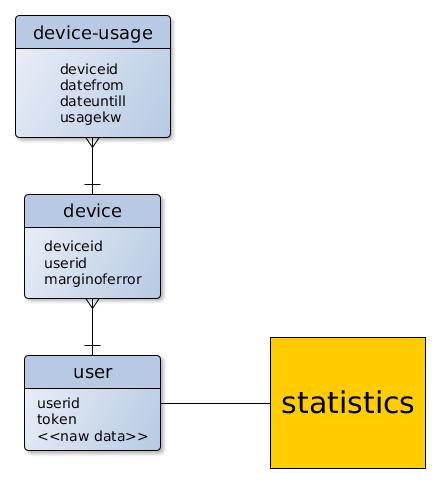 device-usage
deviceid
datefrom
dateuntill
usagekw
device
deviceid
userid
marginoferror
user
userid
token
<<naw data>>
statistics